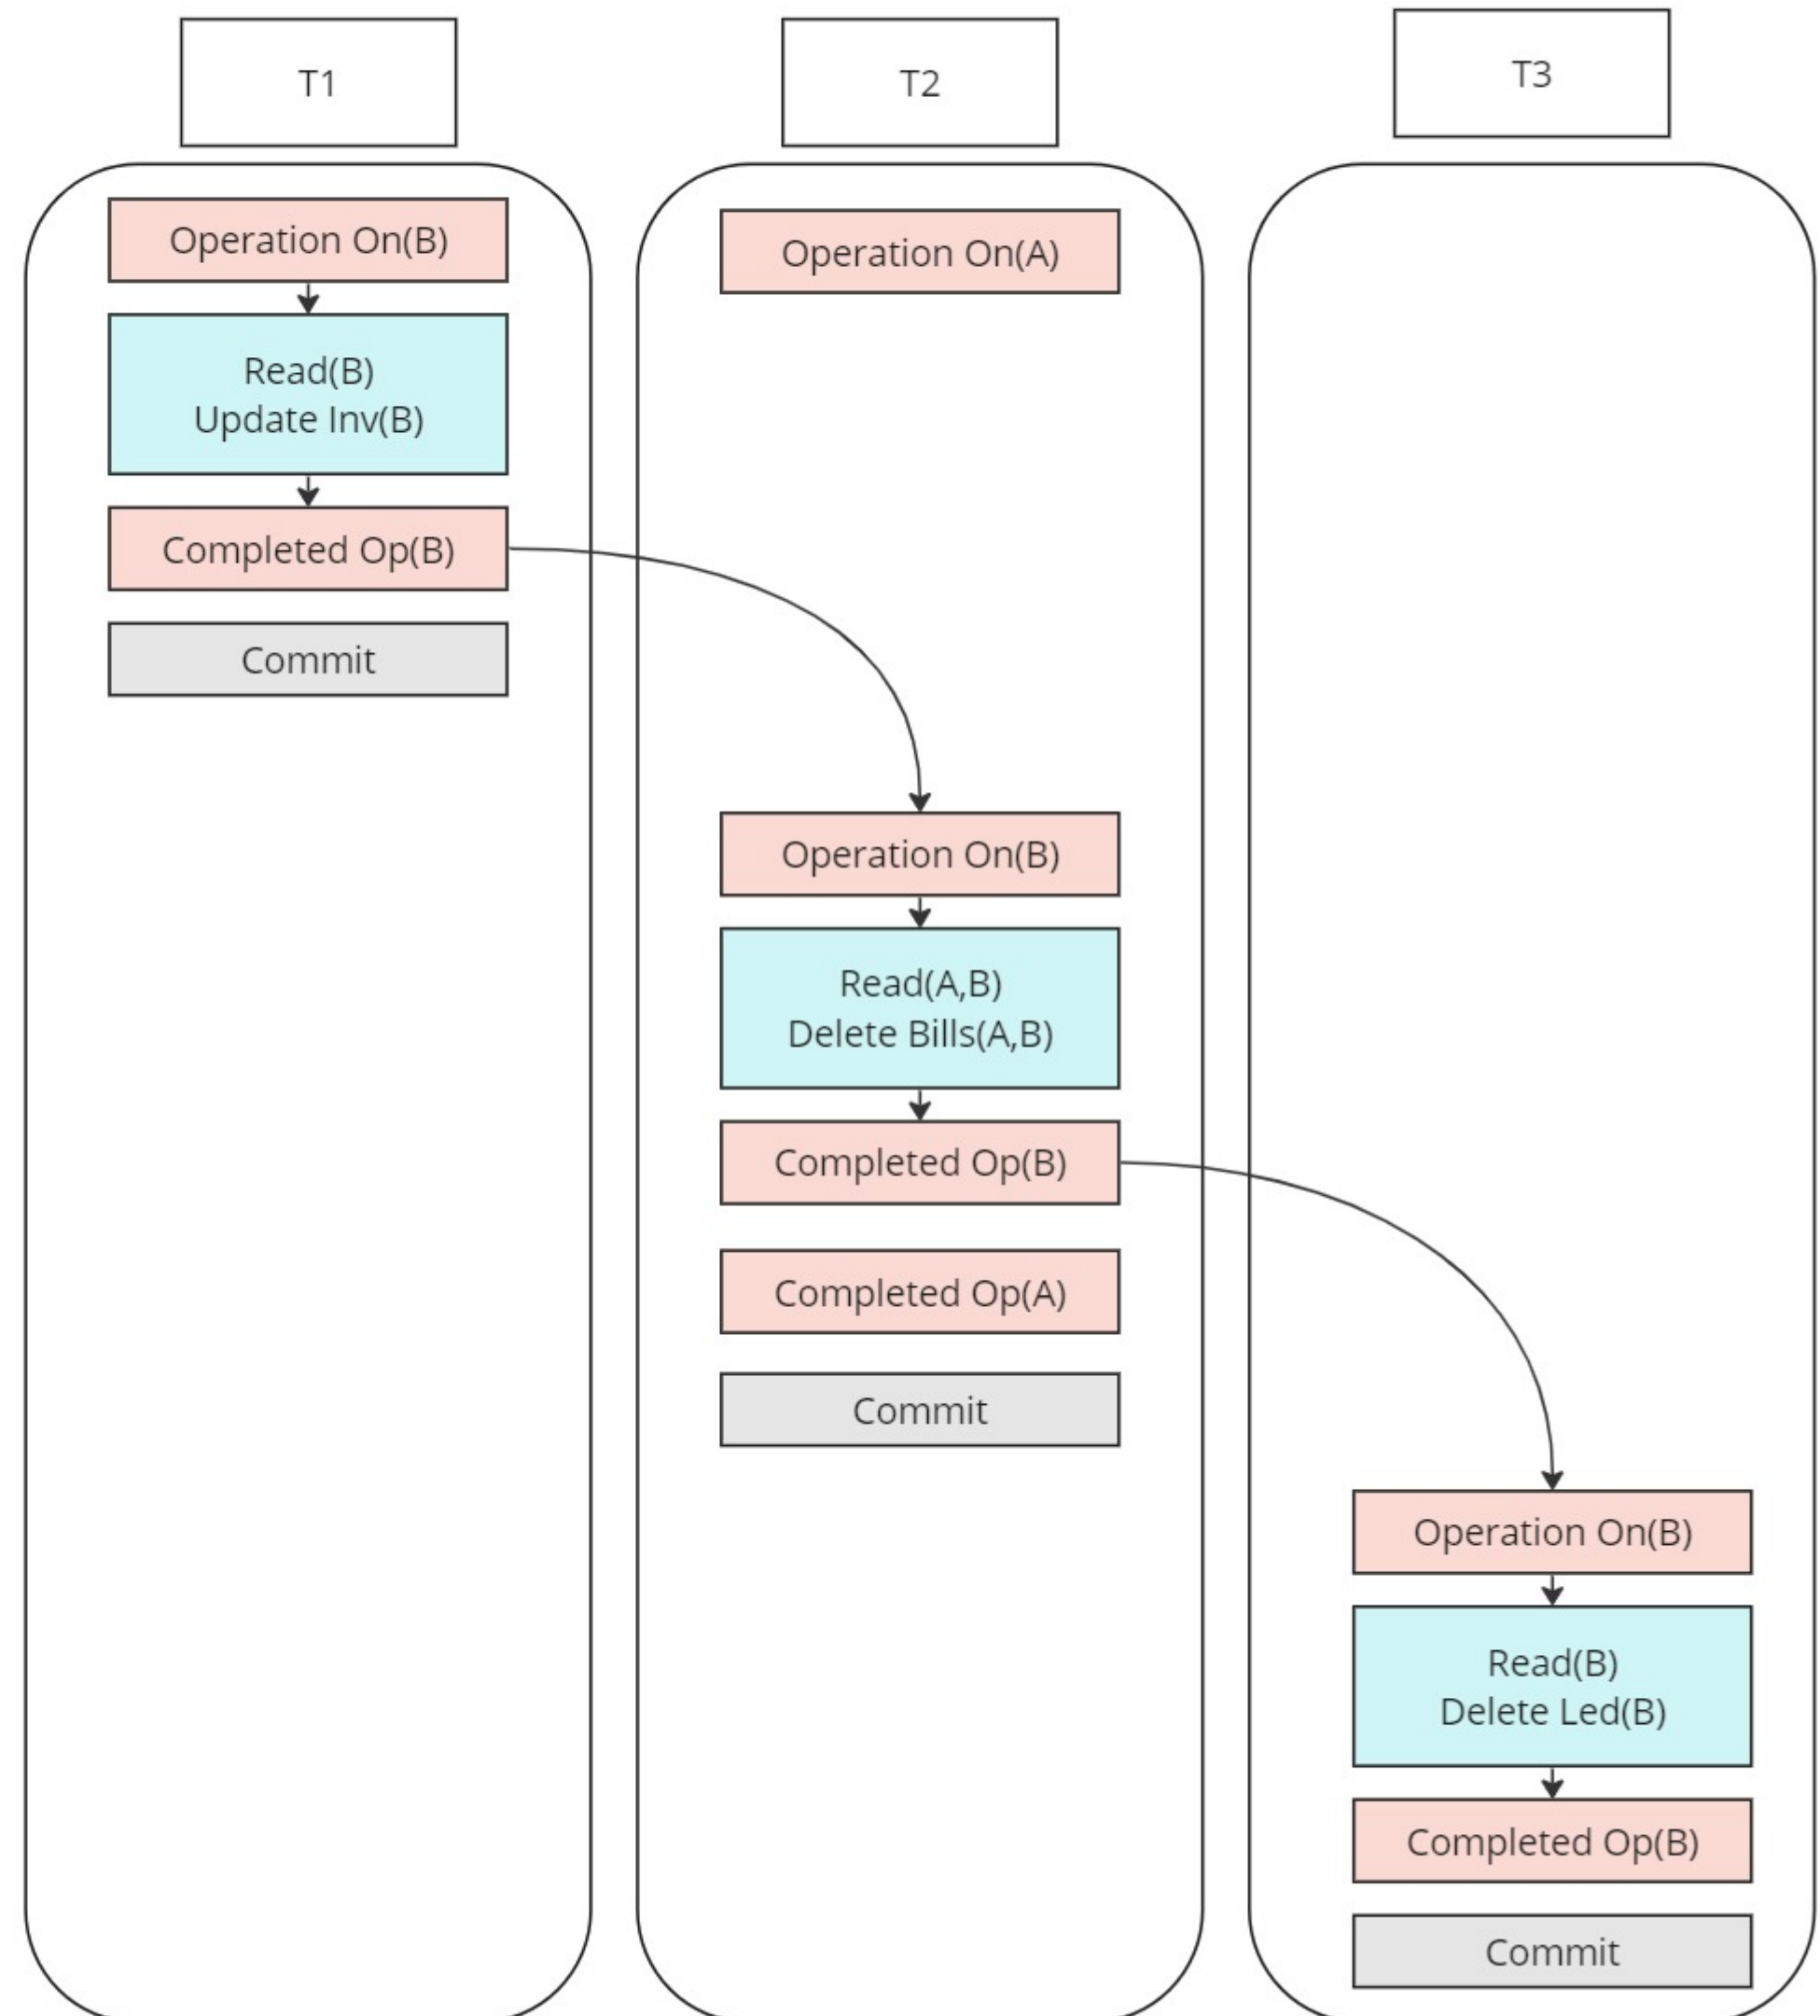 T1
T2
T3
Operation On(B)
Read(B)
Update Inv(B)
Completed Op(B)
Commit
Operation On(A)
Operation On(B)
Read(A,B)
Delete Bills(A,B)
Completed Op(B)
Completed Op(A)
Commit
Operation On(B)
Read(B)
Delete Led(B)
Completed Op(B)
Commit